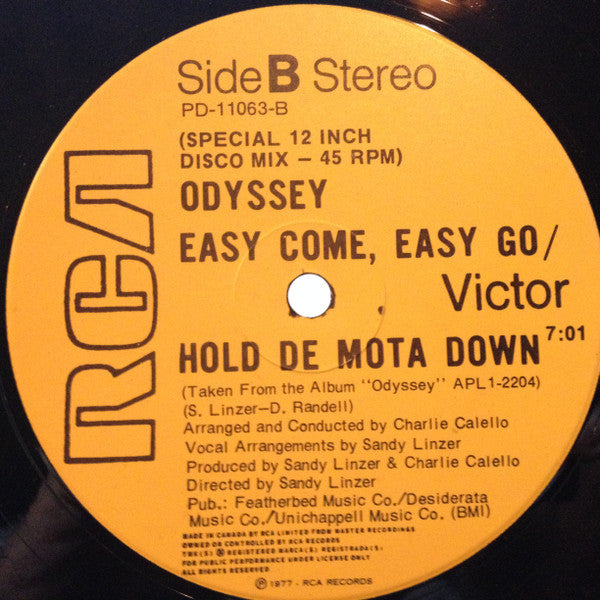 Side B Stereo
PD-11063-B
(SPECIAL 12 INCH
DISCO MIX – 45 RPM)
ODYSSEY
EASY COME, EASY GO/
RCA
Victor
HOLD DE MOTA DOWN 7:01
(Taken From the Album "Odyssey" APL1-2204)
(S. Linzer–D. Randell)
Arranged and Conducted by Charlie Calello
Vocal Arrangements by Sandy Linzer
Produced by Sandy Linzer & Charlie Calello
Directed by Sandy Linzer
Pub.: Featherbed Music Co./Desiderata
Music Co./Unichappell Music Co. (BMI)
MADE IN CANADA BY RCA LIMITED FROM MASTER RECORDINGS
OWNED OR CONTROLLED BY RCA RECORDS
TMK(S) ® REGISTERED MARCA(S) REGISTRADA(S)
FOR PUBLIC PERFORMANCE UNDER LICENSE ONLY
ALL RIGHTS RESERVED
℗ 1977 - RCA RECORDS